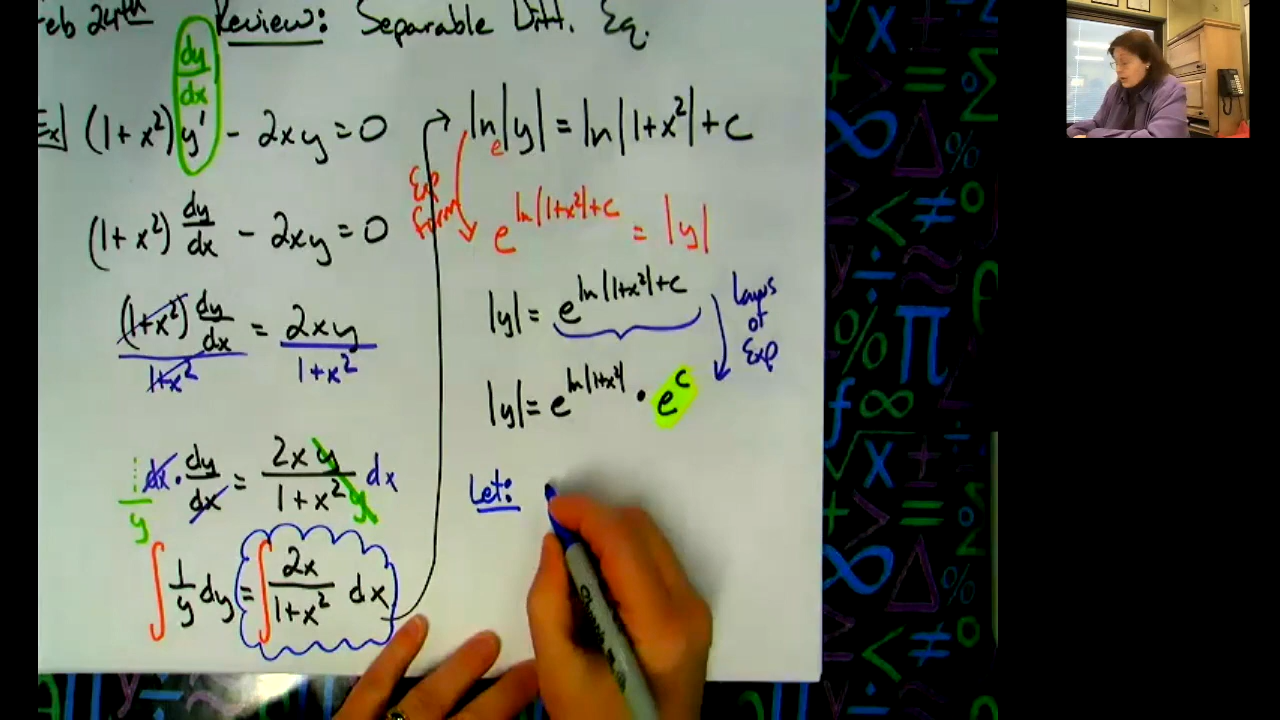 Feb 24th Review: Separable Diff. Eq.
dy/dx
Ex] (1+x²) y' - 2xy = 0
(1+x²) dy/dx - 2xy = 0
(1+x²) dy/dx / 1+x² = 2xy / 1+x²
1/y dx · dy/dx = 2xy / 1+x² y dx
∫ 1/y dy = ∫ 2x / 1+x² dx
ln|y| = ln|1+x²| + c
e
Exp
form
e^{ln|1+x²|+c} = |y|
|y| = e^{ln|1+x²|+c}
Laws
of
Exp
|y| = e^{ln|1+x²|} · e^c
Let: